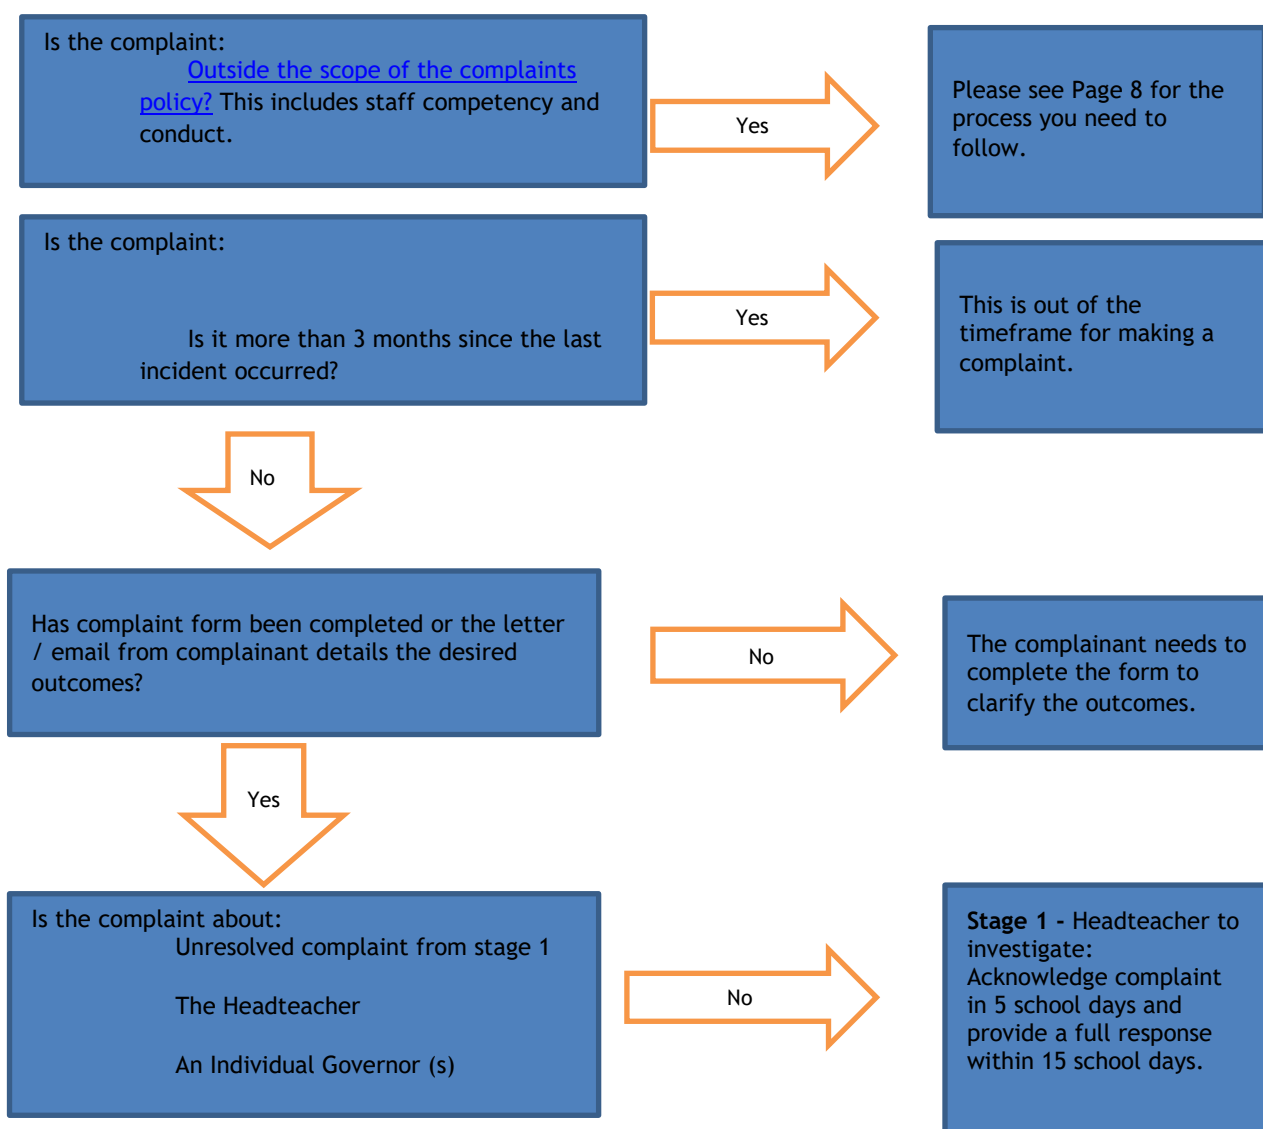 Is the complaint:
Outside the scope of the complaints
policy? This includes staff competency and
conduct.
Yes
Please see Page 8 for the
process you need to
follow.
Is the complaint:
Is it more than 3 months since the last
incident occurred?
Yes
This is out of the
timeframe for making a
complaint.
No
Has complaint form been completed or the letter
/ email from complainant details the desired
outcomes?
No
The complainant needs to
complete the form to
clarify the outcomes.
Yes
Is the complaint about:
Unresolved complaint from stage 1
The Headteacher
An Individual Governor (s)
No
Stage 1 - Headteacher to
investigate:
Acknowledge complaint
in 5 school days and
provide a full response
within 15 school days.